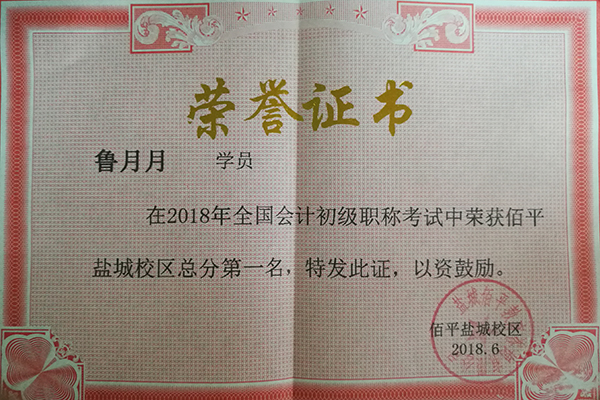 荣誉证书
鲁月月 学员
在2018年全国会计初级职称考试中荣获佰平
盐城校区总分第一名，特发此证，以资鼓励。
佰平盐城校区
2018.6